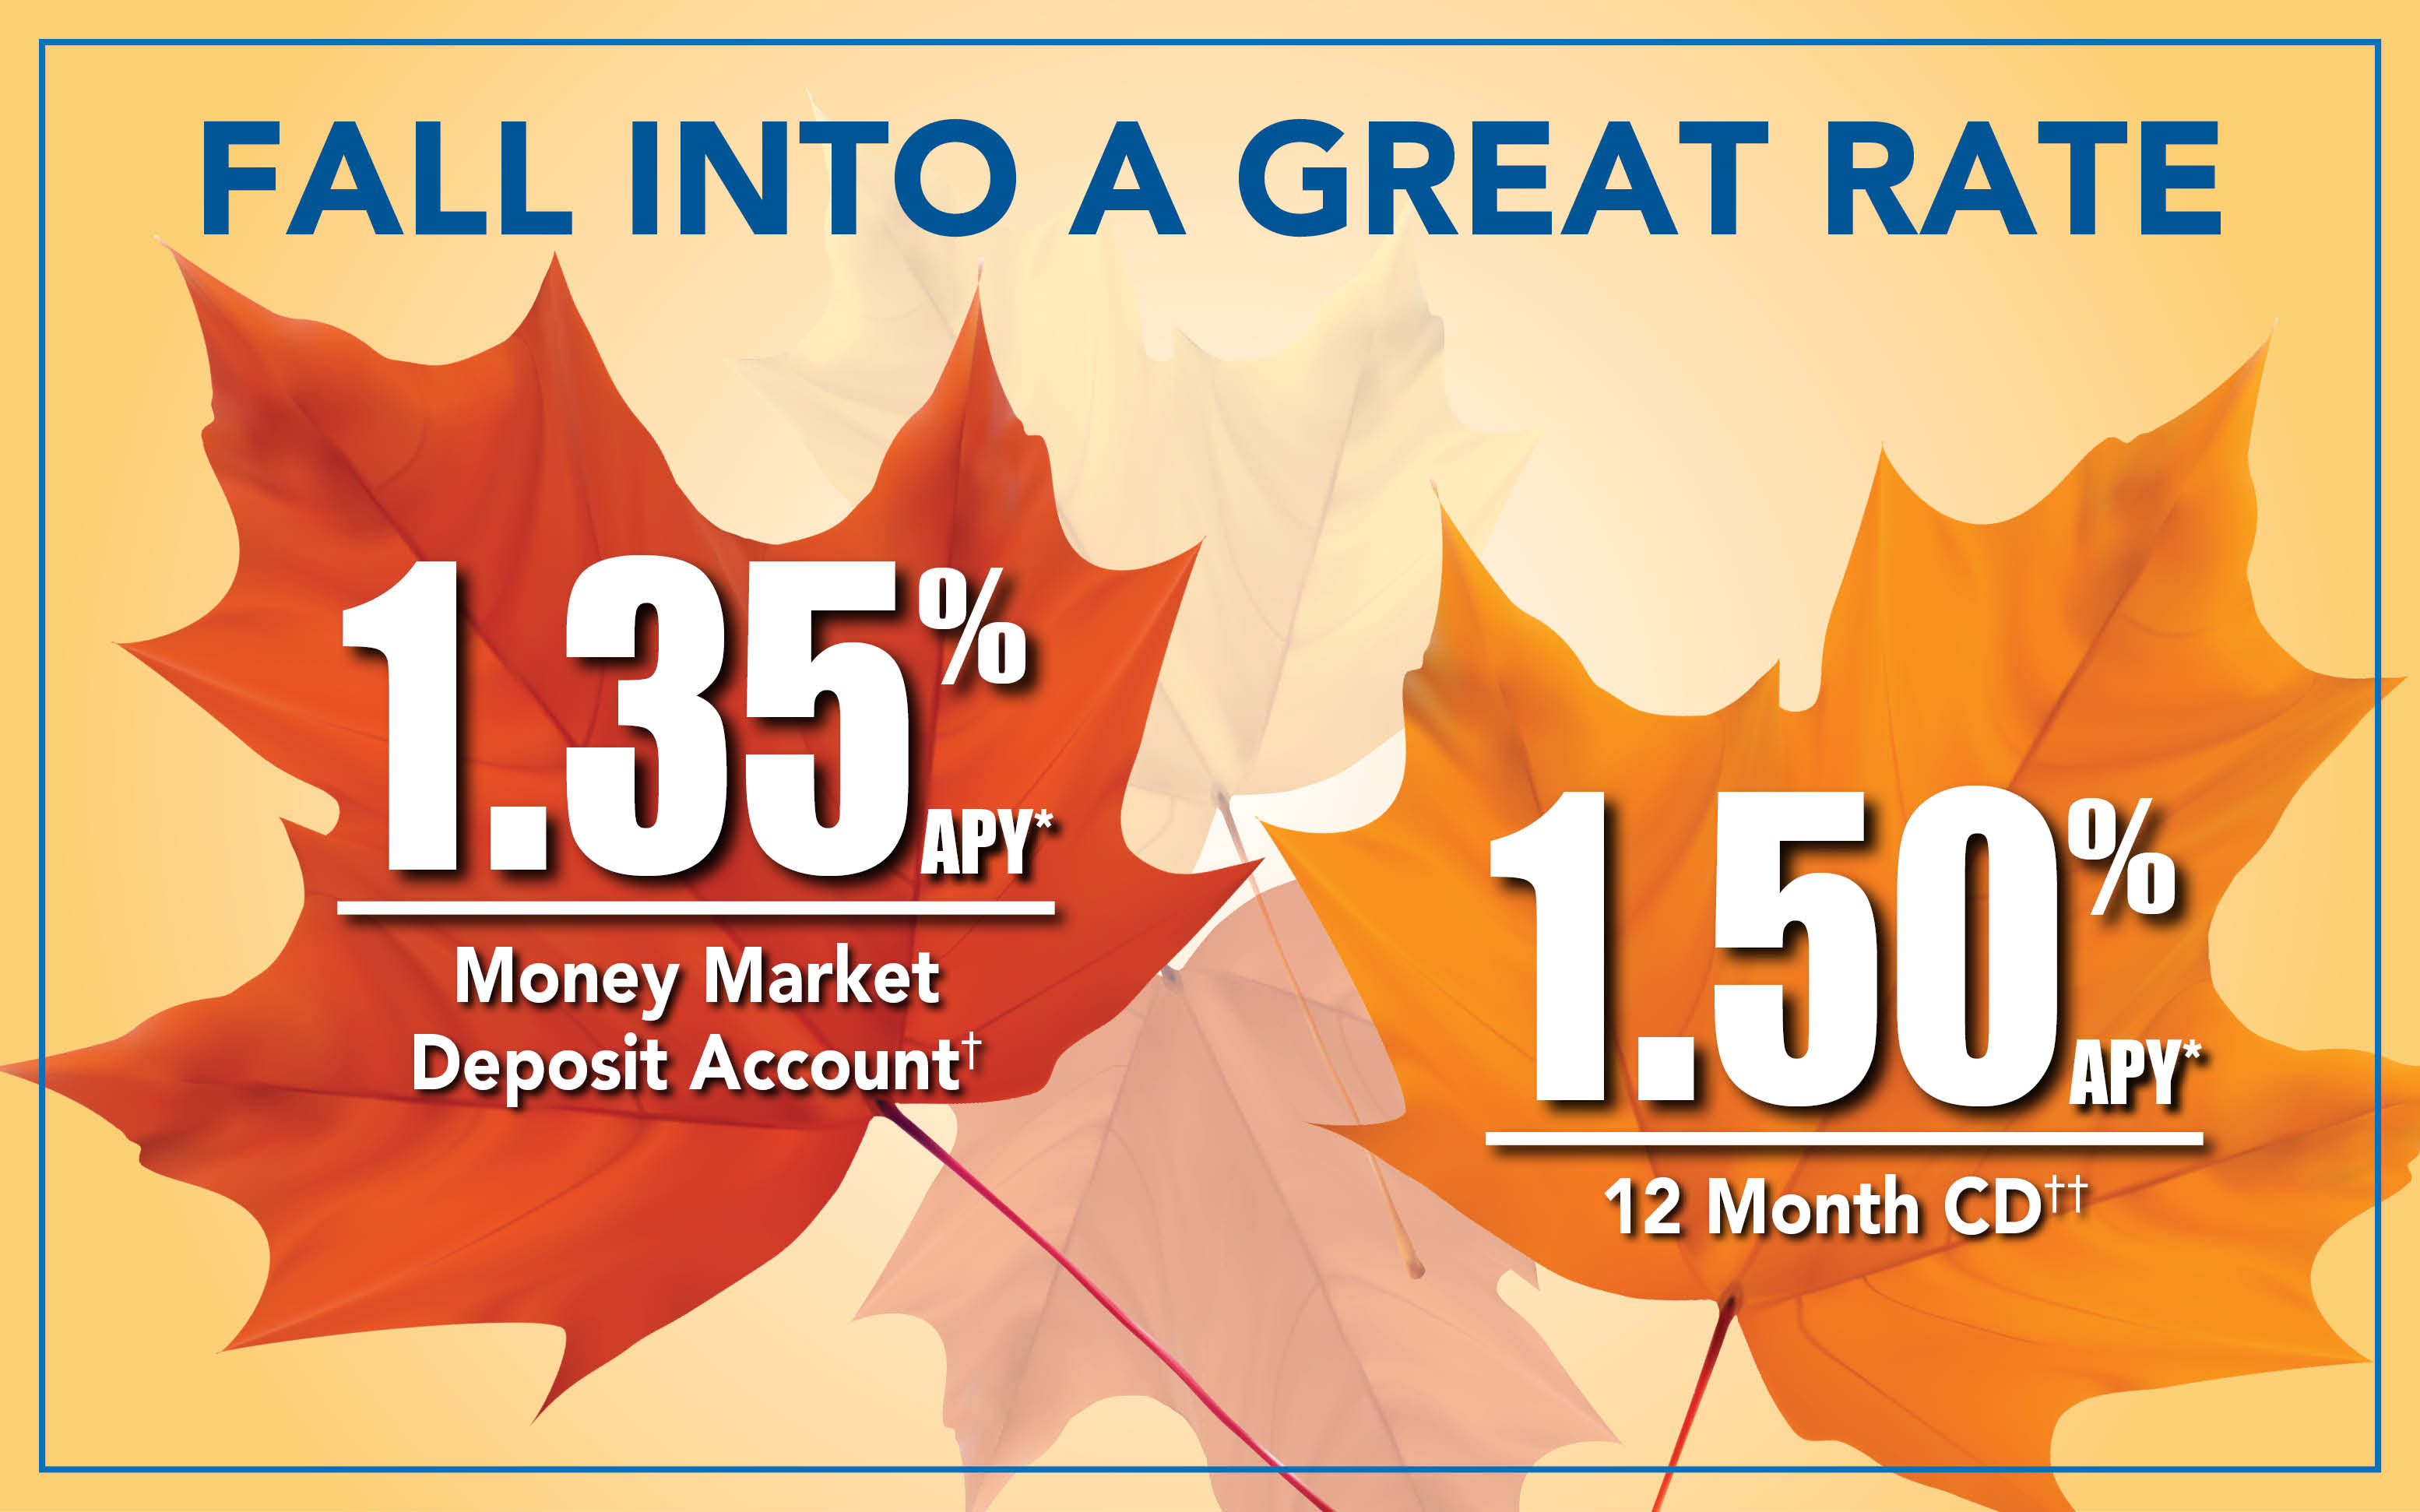 FALL INTO A GREAT RATE
1.35% APY*
Money Market
Deposit Account†
1.50% APY*
12 Month CD††